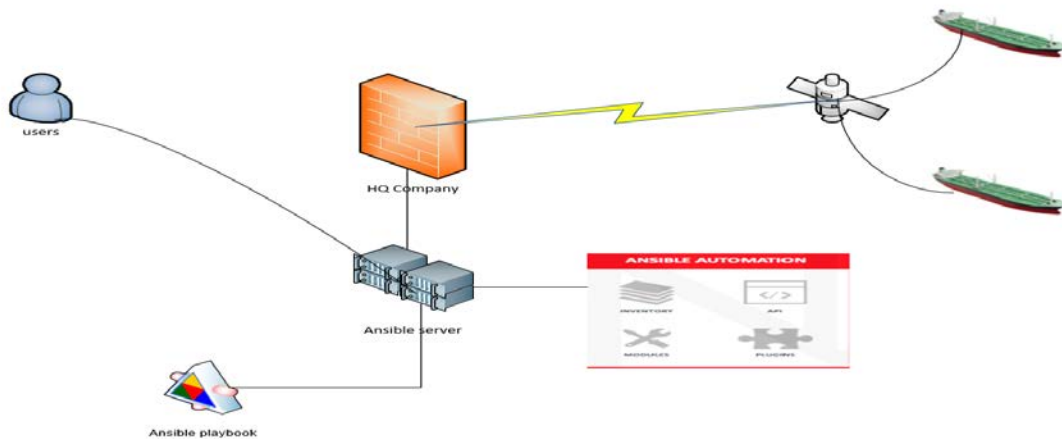 users
HQ Company
Ansible server
ANSIBLE AUTOMATION
INVENTORY
API
MODULES
PLUGINS
Ansible playbook